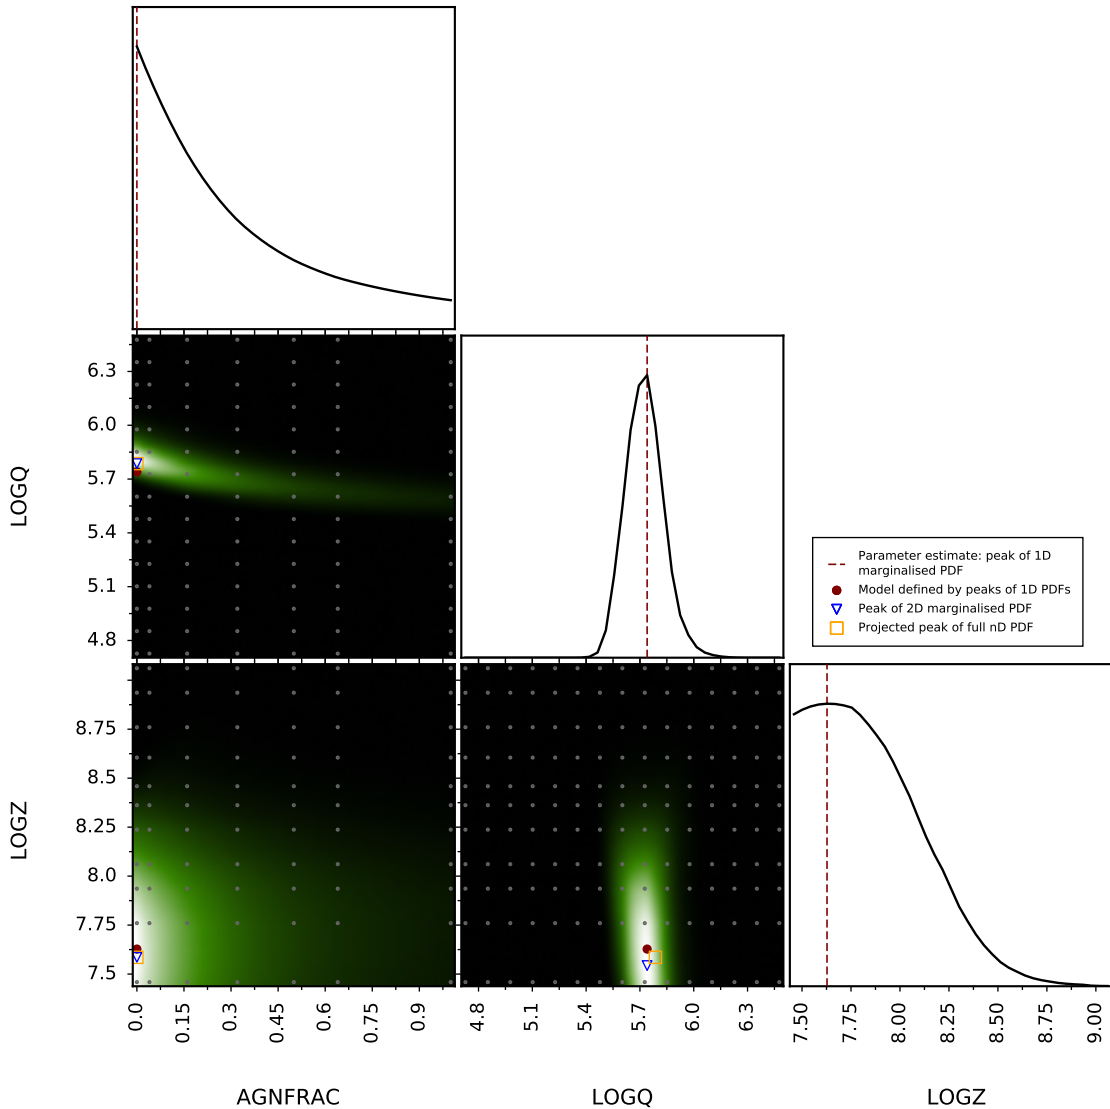 6.3
6.0
5.7
5.4
5.1
4.8
LOGQ
Parameter estimate: peak of 1D
marginalised PDF
Model defined by peaks of 1D PDFs
Peak of 2D marginalised PDF
Projected peak of full nD PDF
8.75
8.5
8.25
8.0
7.75
7.5
LOGZ
0.0 0.15 0.3 0.45 0.6 0.75 0.9
4.8 5.1 5.4 5.7 6.0 6.3
7.50 7.75 8.00 8.25 8.50 8.75 9.00
AGNFRAC LOGQ LOGZ